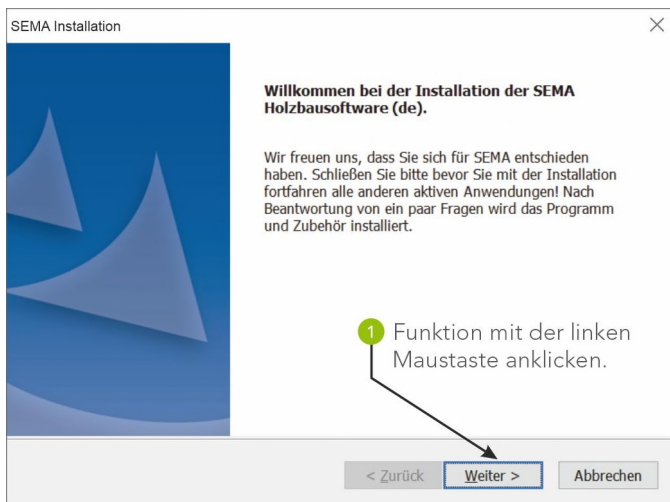 SEMA Installation
Willkommen bei der Installation der SEMA
Holzbausoftware (de).
Wir freuen uns, dass Sie sich für SEMA entschieden
haben. Schließen Sie bitte bevor Sie mit der Installation
fortfahren alle anderen aktiven Anwendungen! Nach
Beantwortung von ein paar Fragen wird das Programm
und Zubehör installiert.
1 Funktion mit der linken
Maustaste anklicken.
< Zurück Weiter > Abbrechen